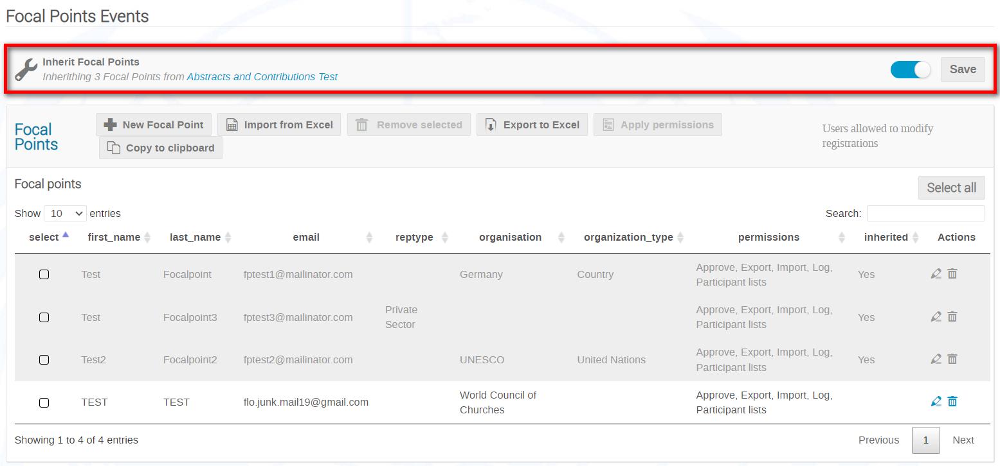 Focal Points Events
Inherit Focal Points
Inherithing 3 Focal Points from Abstracts and Contributions Test
Save
Focal
Points
New Focal Point
Import from Excel
Remove selected
Export to Excel
Apply permissions
Copy to clipboard
Users allowed to modify
registrations
Focal points
Select all
Show 10 entries
Search:
select first_name last_name email reptype organisation organization_type permissions inherited Actions
Test Focalpoint fptest1@mailinator.com Germany Country Approve, Export, Import, Log, Yes
Participant lists
Test Focalpoint3 fptest3@mailinator.com Private Approve, Export, Import, Log, Yes
Sector Participant lists
Test2 Focalpoint2 fptest2@mailinator.com UNESCO United Nations Approve, Export, Import, Log, Yes
Participant lists
TEST TEST flo.junk.mail19@gmail.com World Council of Approve, Export, Import, Log,
Churches Participant lists
Showing 1 to 4 of 4 entries
Previous 1 Next